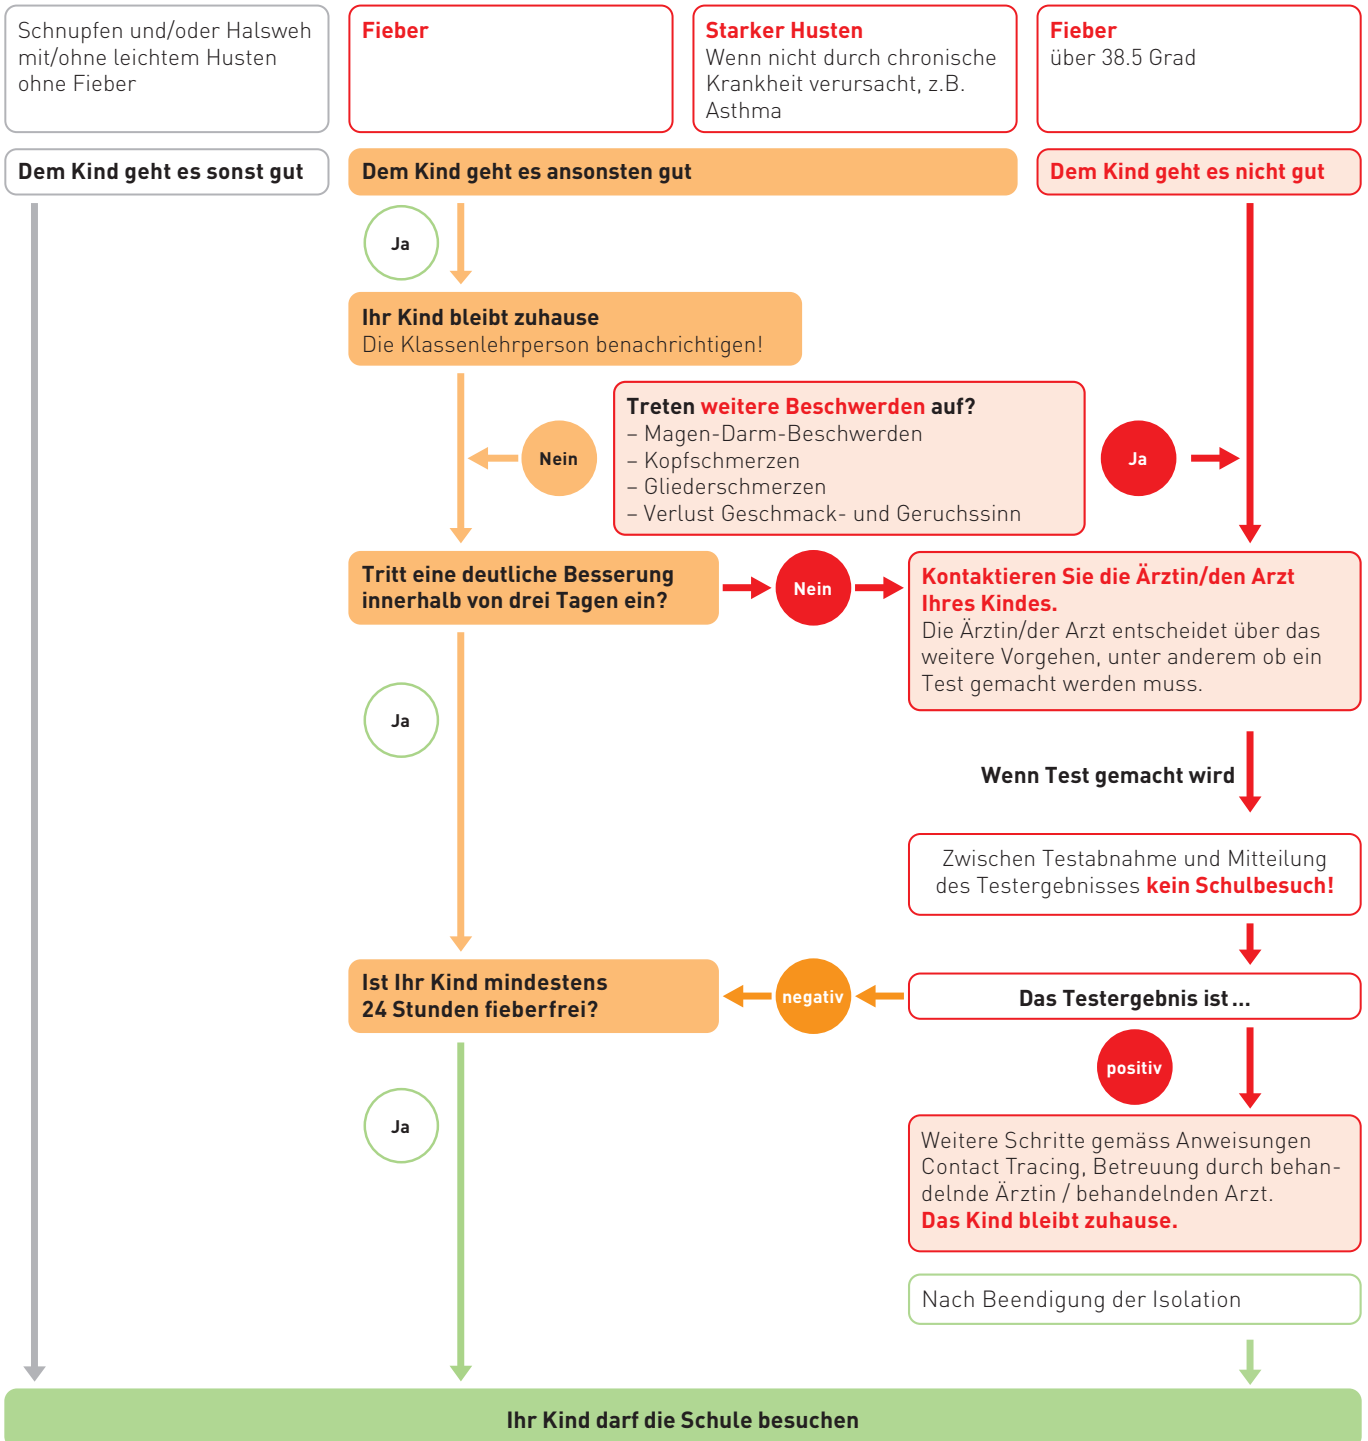 Schnupfen und/oder Halsweh
mit/ohne leichtem Husten
ohne Fieber
Fieber
Starker Husten
Wenn nicht durch chronische
Krankheit verursacht, z.B.
Asthma
Fieber
über 38.5 Grad
Dem Kind geht es sonst gut
Dem Kind geht es ansonsten gut
Dem Kind geht es nicht gut
Ja
Ihr Kind bleibt zuhause
Die Klassenlehrperson benachrichtigen!
Nein
Treten weitere Beschwerden auf?
– Magen-Darm-Beschwerden
– Kopfschmerzen
– Gliederschmerzen
– Verlust Geschmack- und Geruchssinn
Ja
Tritt eine deutliche Besserung
innerhalb von drei Tagen ein?
Nein
Kontaktieren Sie die Ärztin/den Arzt
Ihres Kindes.
Die Ärztin/der Arzt entscheidet über das
weitere Vorgehen, unter anderem ob ein
Test gemacht werden muss.
Ja
Wenn Test gemacht wird
Zwischen Testabnahme und Mitteilung
des Testergebnisses kein Schulbesuch!
Ist Ihr Kind mindestens
24 Stunden fieberfrei?
negativ
Das Testergebnis ist ...
positiv
Ja
Weitere Schritte gemäss Anweisungen
Contact Tracing, Betreuung durch behan-
delnde Ärztin / behandelnden Arzt.
Das Kind bleibt zuhause.
Nach Beendigung der Isolation
Ihr Kind darf die Schule besuchen